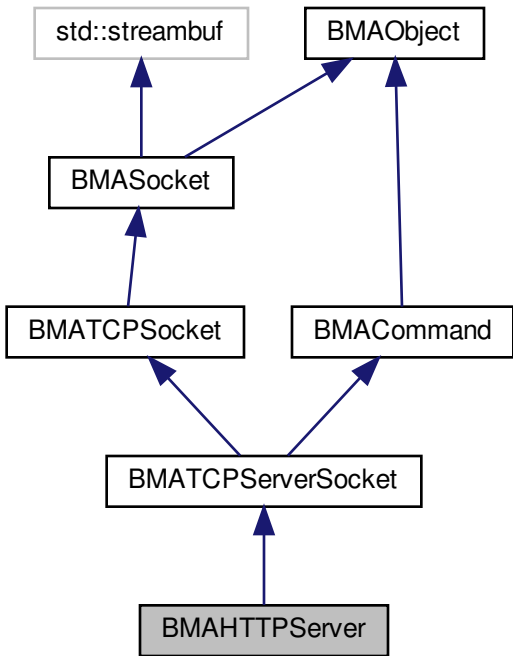 std::streambuf
BMAObject
BMASocket
BMATCPSocket
BMACommand
BMATCPServerSocket
BMAHTTPServer